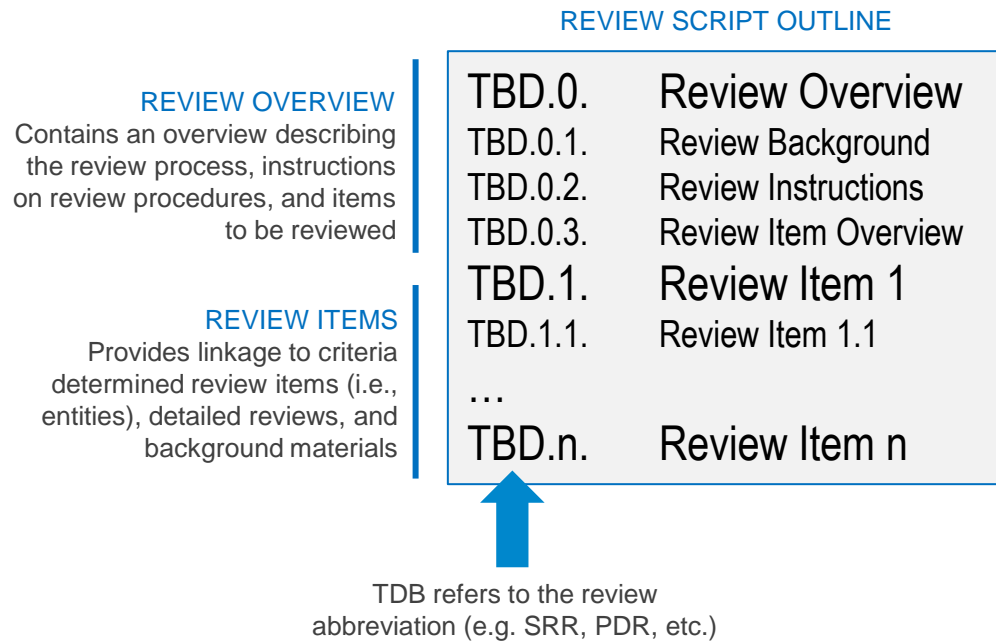 REVIEW SCRIPT OUTLINE
REVIEW OVERVIEW
Contains an overview describing
the review process, instructions
on review procedures, and items
to be reviewed
TBD.0. Review Overview
TBD.0.1. Review Background
TBD.0.2. Review Instructions
TBD.0.3. Review Item Overview
REVIEW ITEMS
Provides linkage to criteria
determined review items (i.e.,
entities), detailed reviews, and
background materials
TBD.1. Review Item 1
TBD.1.1. Review Item 1.1
…
TBD.n. Review Item n
TDB refers to the review
abbreviation (e.g. SRR, PDR, etc.)